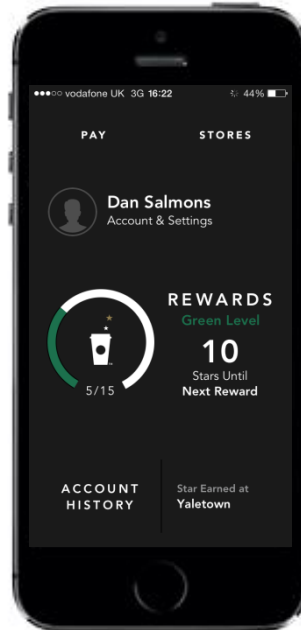 vodafone UK 3G 16:22 44%
PAY STORES
Dan Salmons
Account & Settings
REWARDS
Green Level
10
Stars Until
Next Reward
5/15
ACCOUNT
HISTORY
Star Earned at
Yaletown